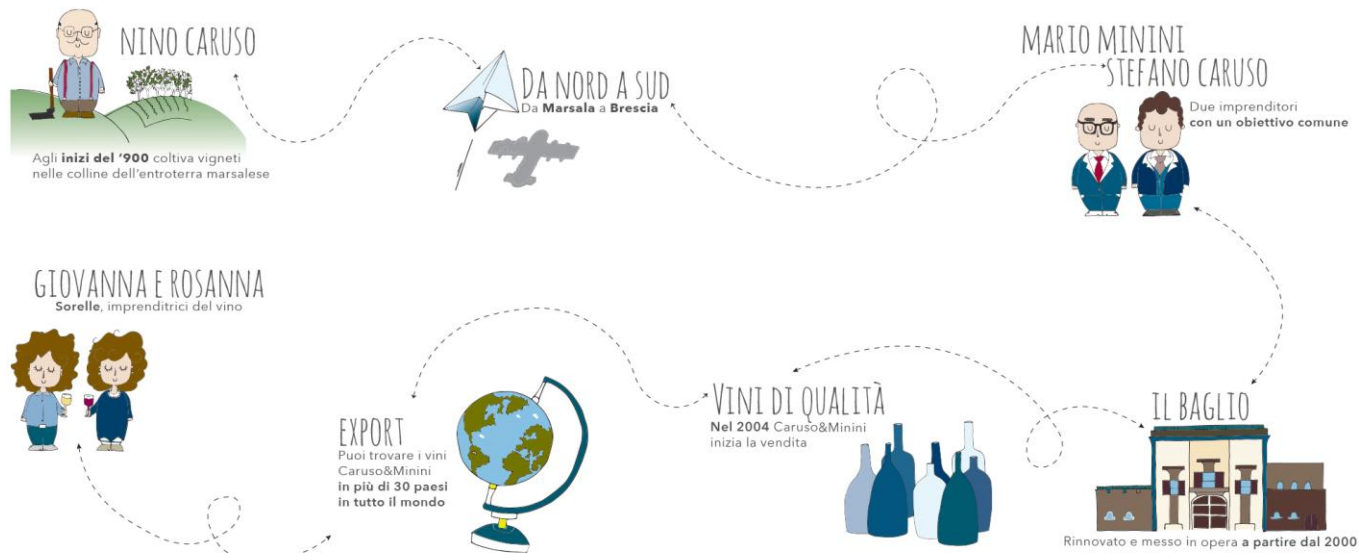 NINO CARUSO
Agli inizi del '900 coltiva vigneti
nelle colline dell'entroterra marsalese
DA NORD A SUD
Da Marsala a Brescia
MARIO MININI
STEFANO CARUSO
Due imprenditori
con un obiettivo comune
IL BAGLIO
Rinnovato e messo in opera a partire dal 2000
VINI DI QUALITÀ
Nel 2004 Caruso&Minini
inizia la vendita
EXPORT
Puoi trovare i vini
Caruso&Minini
in più di 30 paesi
in tutto il mondo
GIOVANNA E ROSANNA
Sorelle, imprenditrici del vino